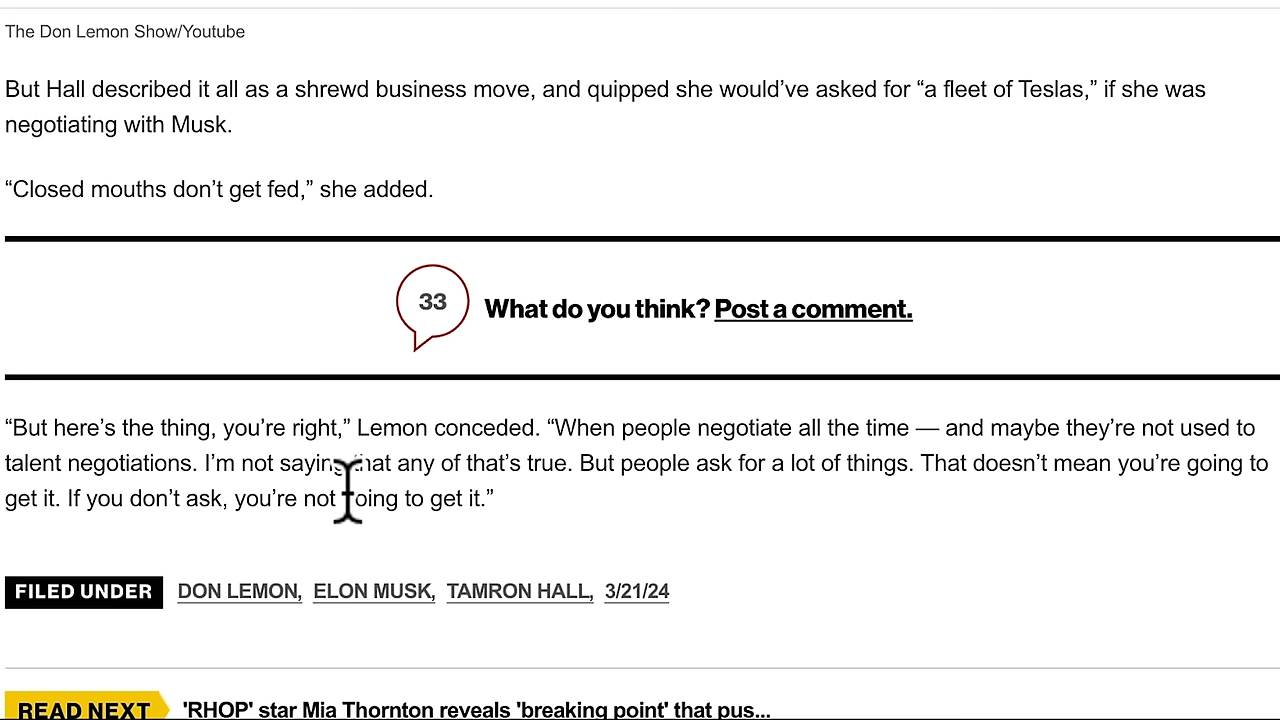 The Don Lemon Show/Youtube
But Hall described it all as a shrewd business move, and quipped she would’ve asked for “a fleet of Teslas,” if she was
negotiating with Musk.
“Closed mouths don’t get fed,” she added.
33
What do you think? Post a comment.
“But here’s the thing, you’re right,” Lemon conceded. “When people negotiate all the time — and maybe they’re not used to
talent negotiations. I’m not saying that any of that’s true. But people ask for a lot of things. That doesn’t mean you’re going to
get it. If you don’t ask, you’re not going to get it.”
FILED UNDER DON LEMON, ELON MUSK, TAMRON HALL, 3/21/24
READ NEXT 'RHOP' star Mia Thornton reveals 'breaking point' that pus...